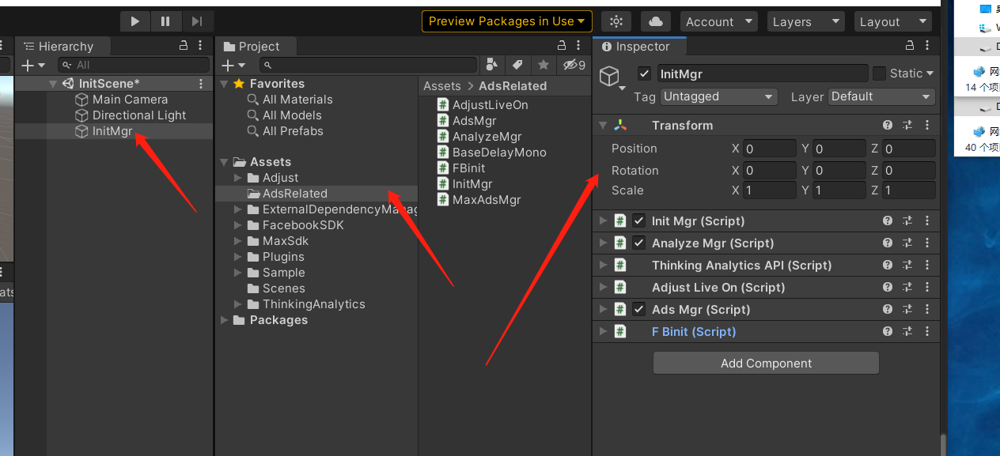 Preview Packages in Use
Account
Layers
Layout
Hierarchy
All
InitScene*
Main Camera
Directional Light
InitMgr
Project
9
Favorites
All Materials
All Models
All Prefabs
Assets
Adjust
AdsRelated
ExternalDependencyManag
FacebookSDK
MaxSdk
Plugins
Sample
Scenes
ThinkingAnalytics
Packages
Assets > AdsRelated
AdjustLiveOn
AdsMgr
AnalyzeMgr
BaseDelayMono
FBinit
InitMgr
MaxAdsMgr
Inspector
InitMgr
Static
Tag Untagged
Layer Default
Transform
Position X 0 Y 0 Z 0
Rotation X 0 Y 0 Z 0
Scale X 1 Y 1 Z 1
Init Mgr (Script)
Analyze Mgr (Script)
Thinking Analytics API (Script)
Adjust Live On (Script)
Ads Mgr (Script)
F Binit (Script)
Add Component
ats
网
14 个项
网
40 个项